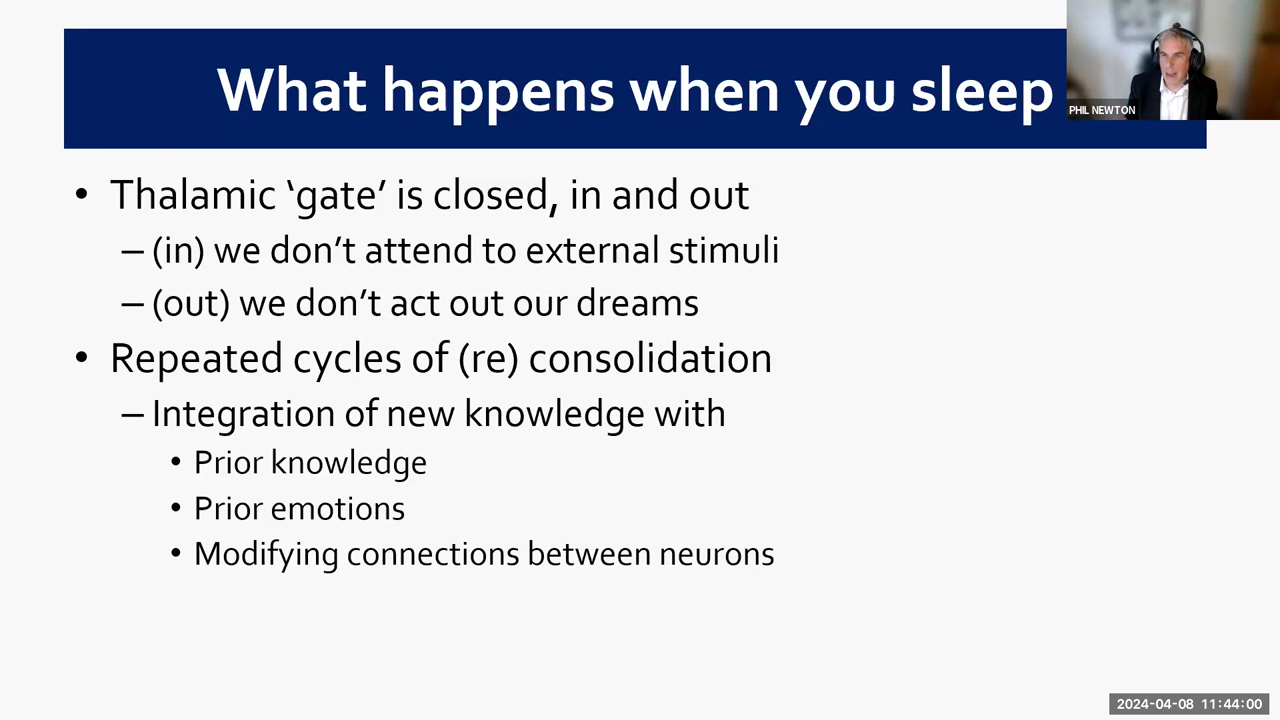 What happens when you sleep
PHIL NEWTON
• Thalamic ‘gate’ is closed, in and out
– (in) we don’t attend to external stimuli
– (out) we don’t act out our dreams
• Repeated cycles of (re) consolidation
– Integration of new knowledge with
• Prior knowledge
• Prior emotions
• Modifying connections between neurons
2024-04-08 11:44:00